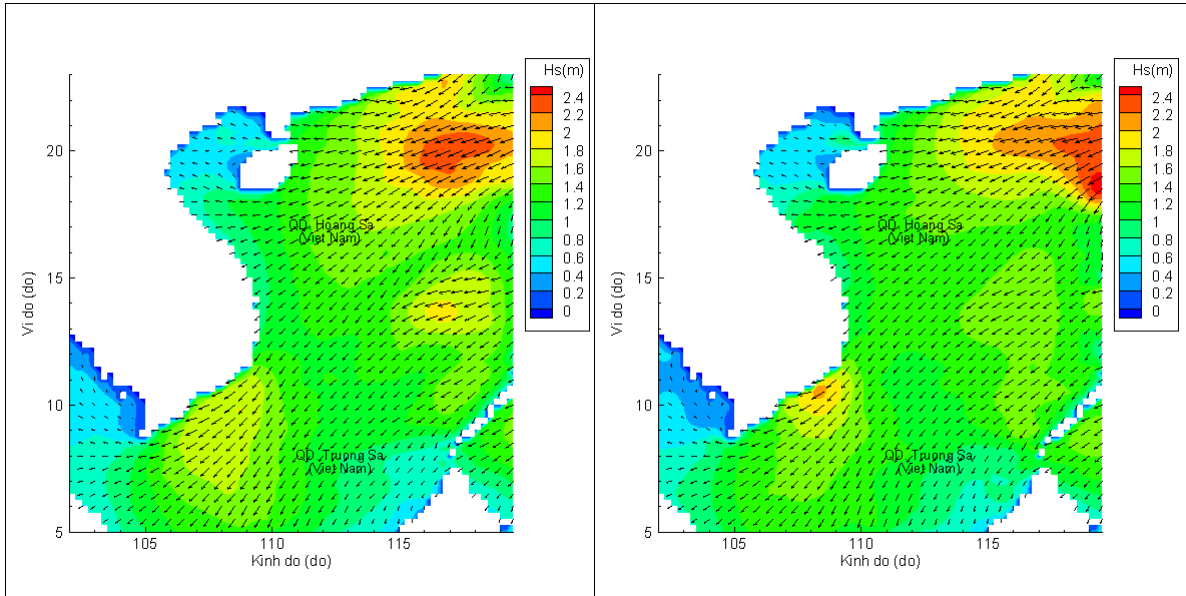 Hs(m)
2.4
2.2
2
1.8
1.6
1.4
1.2
1
0.8
0.6
0.4
0.2
0
20
15
10
5
Vi do (do)
QD. Hoang Sa
(Viet Nam)
QD. Truong Sa
(Viet Nam)
105
110
115
Kinh do (do)
Hs(m)
2.4
2.2
2
1.8
1.6
1.4
1.2
1
0.8
0.6
0.4
0.2
0
20
15
10
5
Vi do (do)
QD. Hoang Sa
(Viet Nam)
QD. Truong Sa
(Viet Nam)
105
110
115
Kinh do (do)